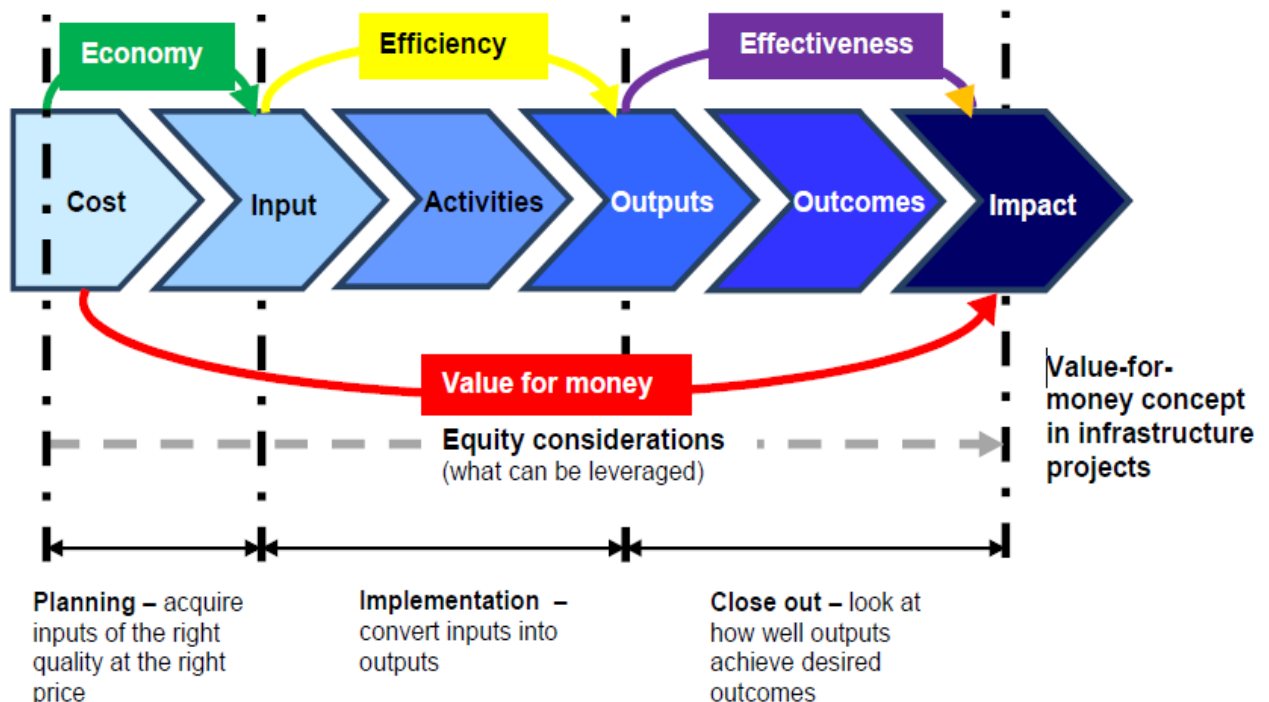 Economy
Efficiency
Effectiveness
Cost
Input
Activities
Outputs
Outcomes
Impact
Value for money
Equity considerations
(what can be leveraged)
Value-for-
money concept
in infrastructure
projects
Planning – acquire
inputs of the right
quality at the right
price
Implementation –
convert inputs into
outputs
Close out – look at
how well outputs
achieve desired
outcomes